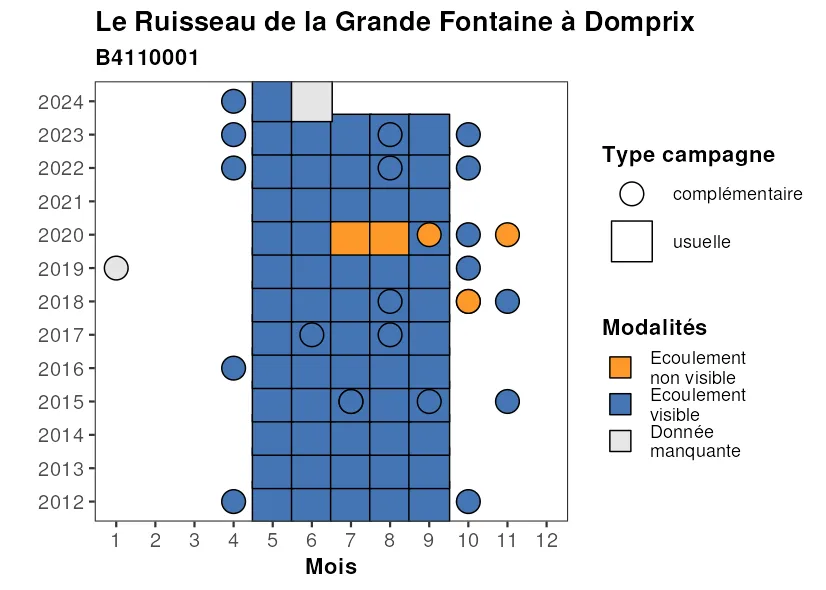 Le Ruisseau de la Grande Fontaine à Domprix
B4110001
2024
2023
2022
2021
2020
2019
2018
2017
2016
2015
2014
2013
2012
1 2 3 4 5 6 7 8 9 10 11 12
Mois
Type campagne
complémentaire
usuelle
Modalités
Ecoulement
non visible
Ecoulement
visible
Donnée
manquante